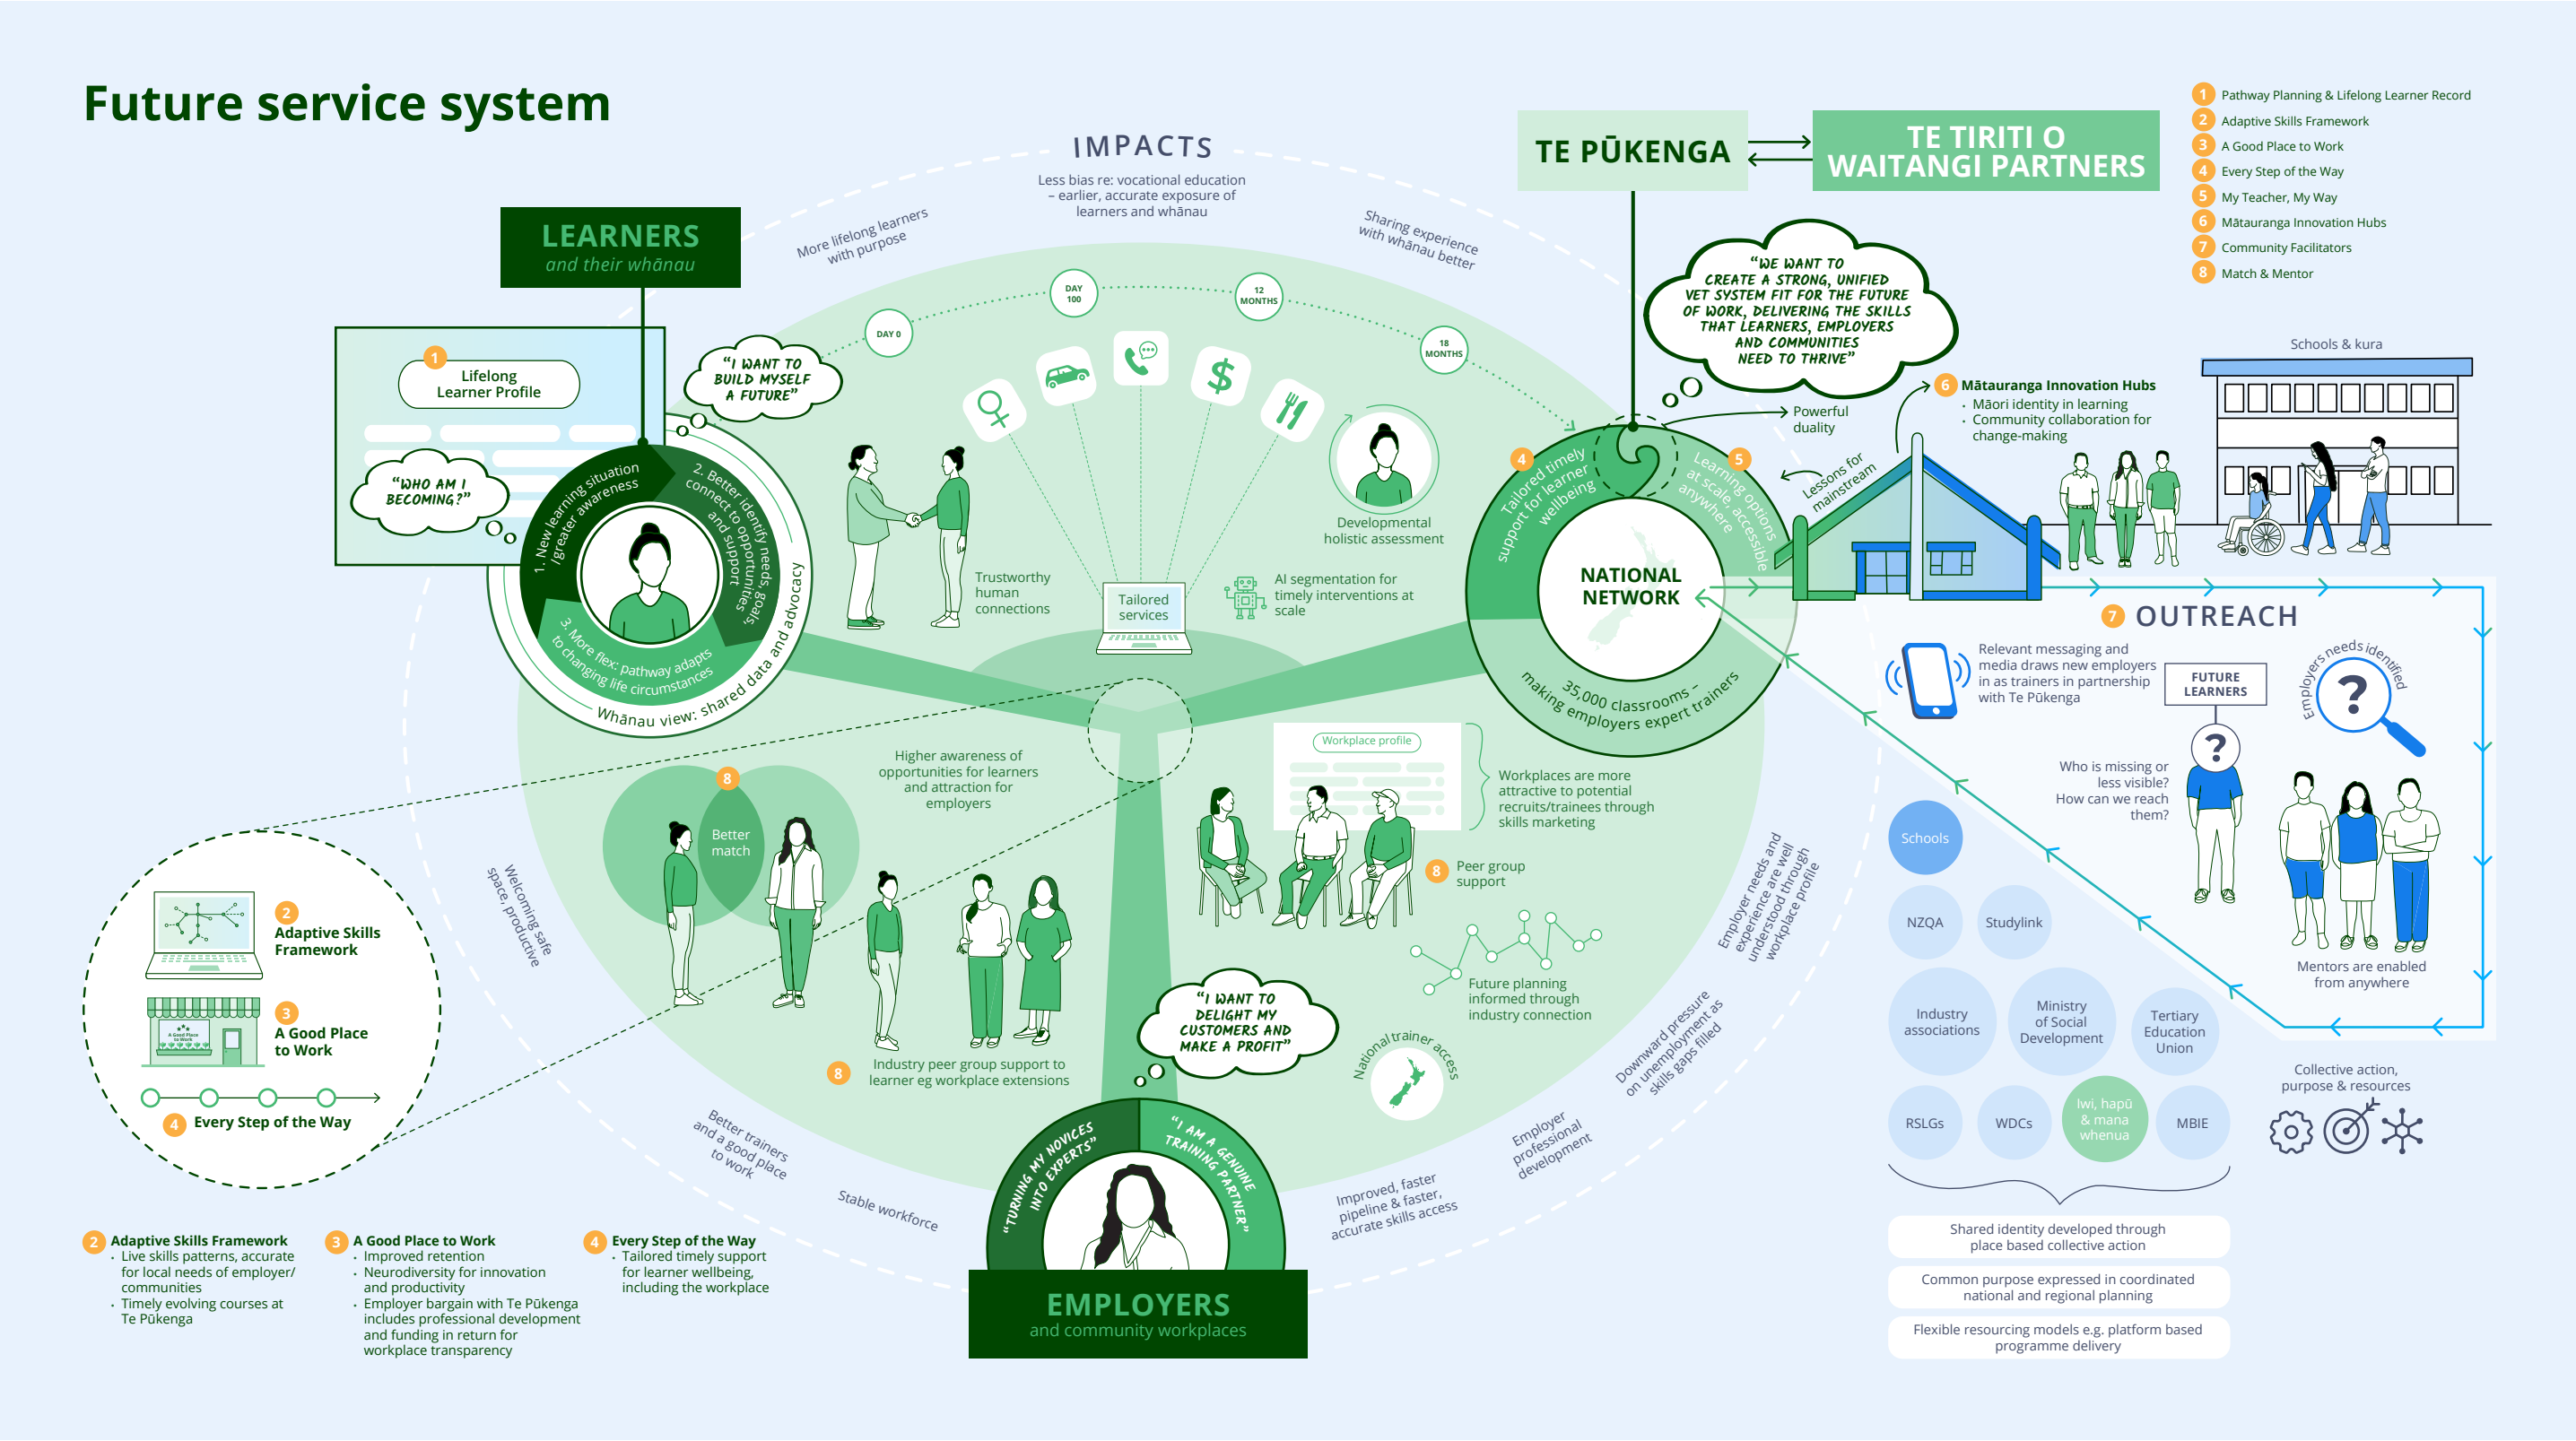 Future service system
IMPACTS
Less bias re: vocational education
– earlier, accurate exposure of
learners and whānau
More lifelong learners
with purpose
Sharing experience
with whānau better
TE PŪKENGA
TE TIRITI O
WAITANGI PARTNERS
1 Pathway Planning & Lifelong Learner Record
2 Adaptive Skills Framework
3 A Good Place to Work
4 Every Step of the Way
5 My Teacher, My Way
6 Mātauranga Innovation Hubs
7 Community Facilitators
8 Match & Mentor
LEARNERS
and their whānau
1
Lifelong
Learner Profile
“WHO AM I
BECOMING?”
“I WANT TO
BUILD MYSELF
A FUTURE”
1. New learning situation
/greater awareness
2. Better identify needs, goals,
connect to opportunities
and support
3. More flex: pathway adapts
to changing life circumstances
Whānau view: shared data and advocacy
DAY 0
DAY
100
12
MONTHS
18
MONTHS
$
Trustworthy
human
connections
Tailored
services
AI segmentation for
timely interventions at
scale
Developmental
holistic assessment
“WE WANT TO
CREATE A STRONG, UNIFIED
VET SYSTEM FIT FOR THE FUTURE
OF WORK, DELIVERING THE SKILLS
THAT LEARNERS, EMPLOYERS
AND COMMUNITIES
NEED TO THRIVE”
Powerful
duality
4
Tailored timely
support for learner
wellbeing
5
Learning options
at scale, accessible
anywhere
NATIONAL
NETWORK
35,000 classrooms –
making employers expert trainers
Lessons for
mainstream
6 Mātauranga Innovation Hubs
· Māori identity in learning
· Community collaboration for
change-making
Schools & kura
7 OUTREACH
Relevant messaging and
media draws new employers
in as trainers in partnership
with Te Pūkenga
FUTURE
LEARNERS
?
Employers needs identified
?
Who is missing or
less visible?
How can we reach
them?
Mentors are enabled
from anywhere
Schools
NZQA
Studylink
Industry
associations
Ministry
of Social
Development
Tertiary
Education
Union
RSLGs
WDCs
Iwi, hapū
& mana
whenua
MBIE
Collective action,
purpose & resources
Shared identity developed through
place based collective action
Common purpose expressed in coordinated
national and regional planning
Flexible resourcing models e.g. platform based
programme delivery
8
Better
match
Higher awareness of
opportunities for learners
and attraction for
employers
8
Industry peer group support to
learner eg workplace extensions
Workplace profile
Workplaces are more
attractive to potential
recruits/trainees through
skills marketing
8
Peer group
support
Future planning
informed through
industry connection
National trainer access
“I WANT TO
DELIGHT MY
CUSTOMERS AND
MAKE A PROFIT”
“TURNING MY NOVICES
INTO EXPERTS”
“I AM A GENUINE
TRAINING PARTNER”
EMPLOYERS
and community workplaces
Employer needs and
experience are well
understood through
workplace profile
Downward pressure
on unemployment as
skills gaps filled
Employer
professional
development
Improved, faster
pipeline & faster,
accurate skills access
Welcoming safe
space, productive
Better trainers
and a good place
to work
Stable workforce
2
Adaptive Skills
Framework
A Good Place
to Work
3
A Good Place
to Work
4 Every Step of the Way
2 Adaptive Skills Framework
· Live skills patterns, accurate
for local needs of employer/
communities
· Timely evolving courses at
Te Pūkenga
3 A Good Place to Work
· Improved retention
· Neurodiversity for innovation
and productivity
· Employer bargain with Te Pūkenga
includes professional development
and funding in return for
workplace transparency
4 Every Step of the Way
· Tailored timely support
for learner wellbeing,
including the workplace